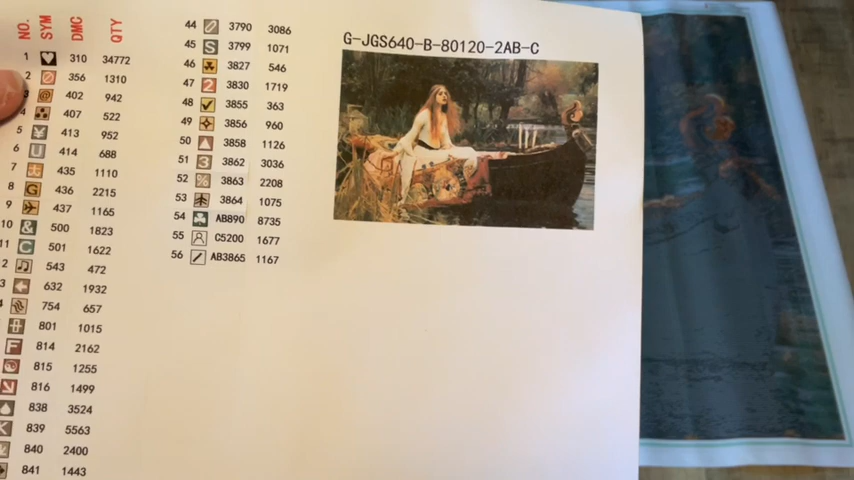 NO. SYM DMC QTY
1 310 34772
2 356 1310
3 @ 402 942
4 407 522
5 ¥ 413 952
6 U 414 688
7 435 1110
8 G 436 2215
9 437 1165
10 & 500 1823
11 C 501 1622
2 543 472
3 632 1932
4 754 657
801 1015
F 814 2162
815 1255
816 1499
838 3524
K 839 5563
840 2400
841 1443
44 3790 3086
45 S 3799 1071
46 3827 546
47 2 3830 1719
48 ✓ 3855 363
49 3856 960
50 3858 1126
51 3 3862 3036
52 % 3863 2208
53 3864 1075
54 AB890 8735
55 C5200 1677
56 AB3865 1167
G-JGS640-B-80120-2AB-C